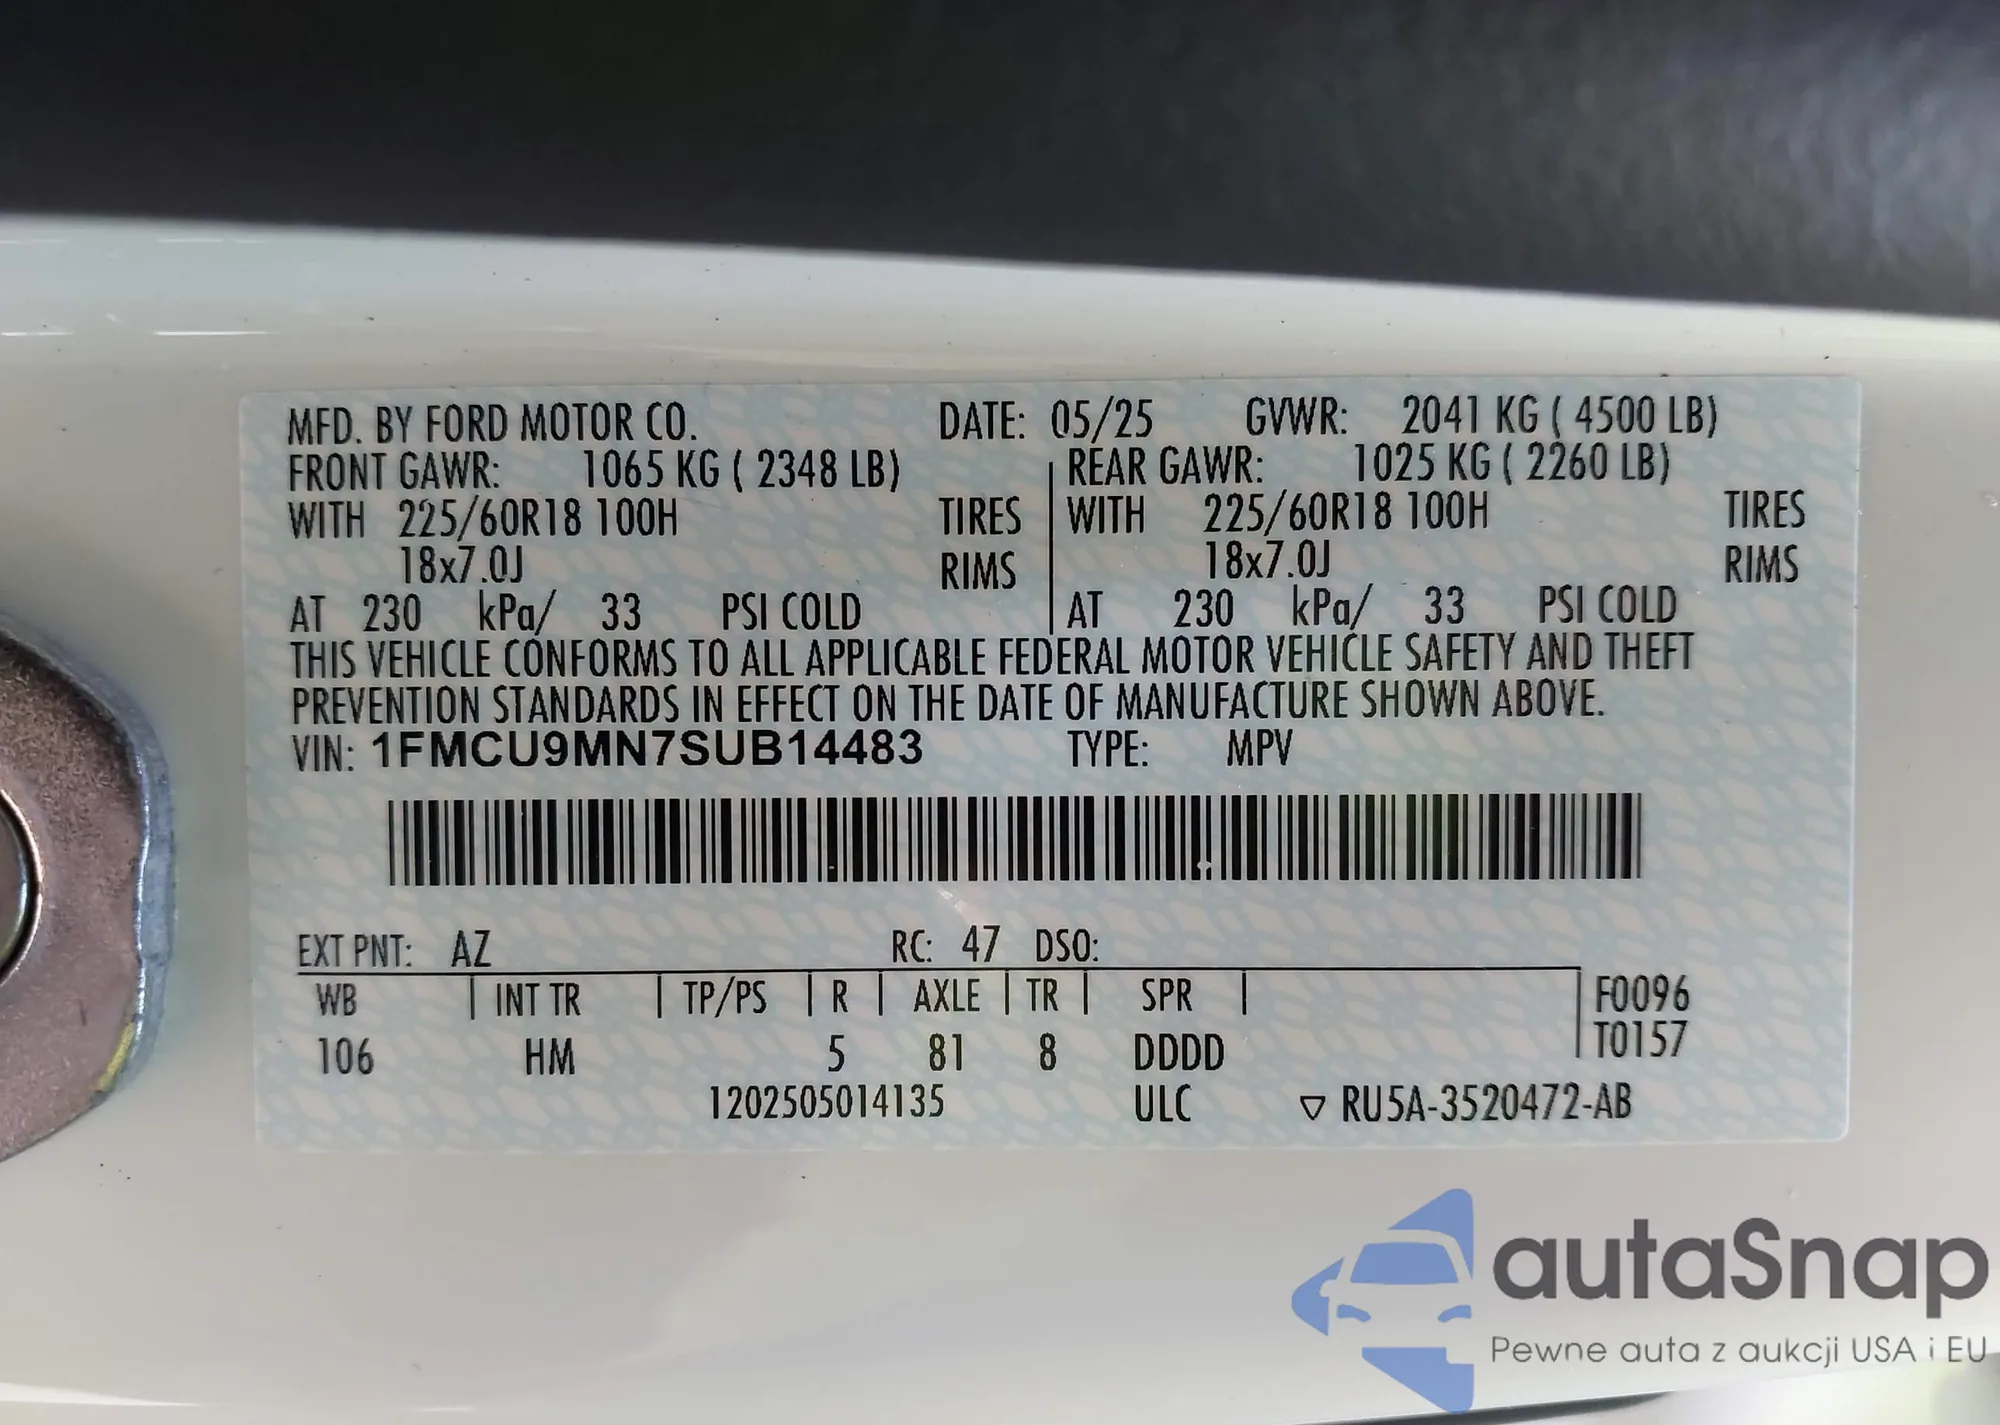 MFD. BY FORD MOTOR CO. DATE: 05/25 GVWR: 2041 KG ( 4500 LB)
FRONT GAWR: 1065 KG ( 2348 LB) REAR GAWR: 1025 KG ( 2260 LB)
WITH 225/60R18 100H TIRES WITH 225/60R18 100H TIRES
18x7.0J RIMS 18x7.0J RIMS
AT 230 kPa/ 33 PSI COLD AT 230 kPa/ 33 PSI COLD
THIS VEHICLE CONFORMS TO ALL APPLICABLE FEDERAL MOTOR VEHICLE SAFETY AND THEFT
PREVENTION STANDARDS IN EFFECT ON THE DATE OF MANUFACTURE SHOWN ABOVE.
VIN: 1FMCU9MN7SUB14483 TYPE: MPV
EXT PNT: AZ RC: 47 DSO:
WB INT TR TP/PS R AXLE TR SPR F0096
T0157
106 HM 5 81 8 DDDD
1202505014135 ULC ▽ RU5A-3520472-AB
autaSnap
Pewne auta z aukcji USA i EU